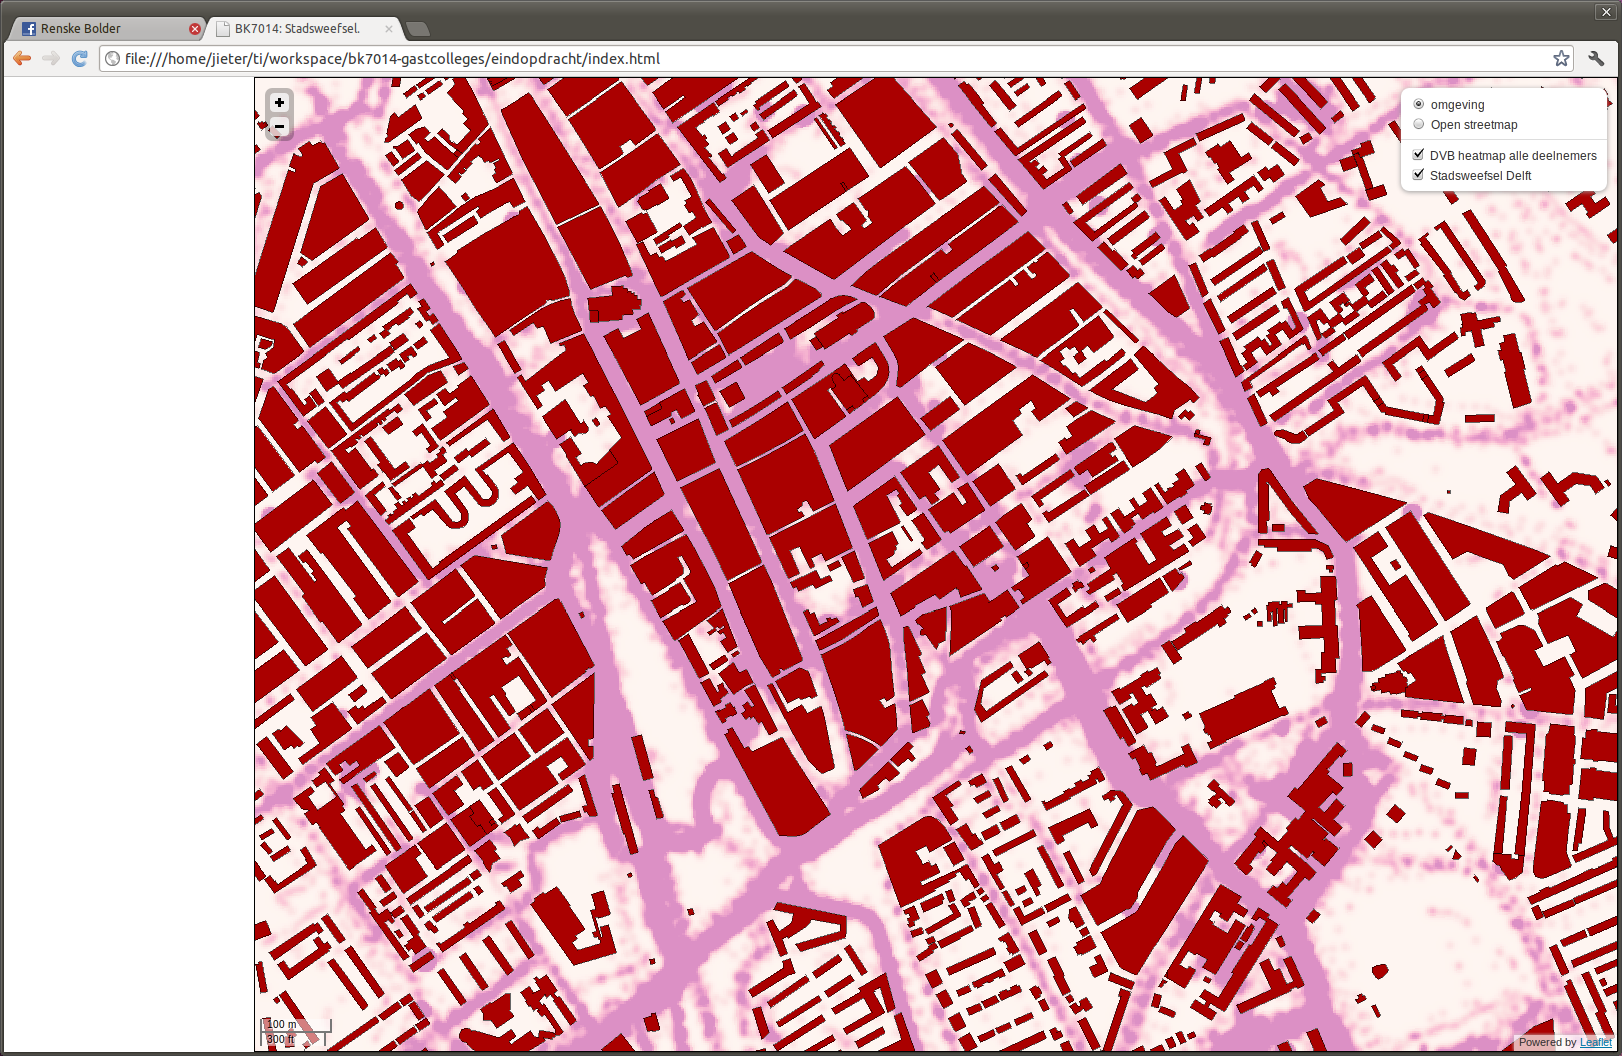 Renske Bolder
BK7014: Stadsweefsel.
file:///home/jieter/ti/workspace/bk7014-gastcolleges/eindopdracht/index.html
+
−
omgeving
Open streetmap
DVB heatmap alle deelnemers
Stadsweefsel Delft
100 m
300 ft
Powered by Leaflet